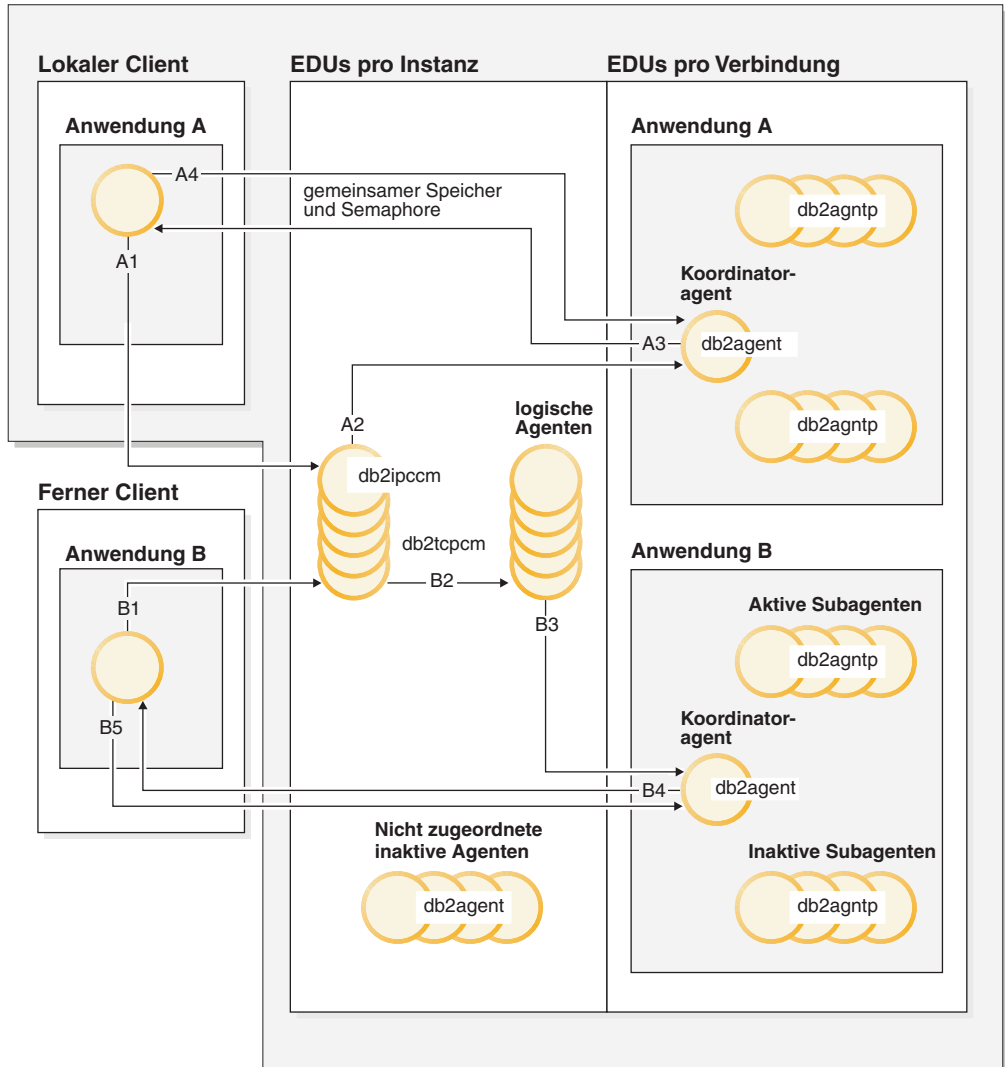 Lokaler Client
EDUs pro Instanz
EDUs pro Verbindung
Anwendung A
Anwendung A
A4
gemeinsamer Speicher
und Semaphore
db2agntp
A1
Koordinator-
agent
A3
db2agent
A2
logische
Agenten
db2agntp
db2ipccm
Ferner Client
db2tcpcm
Anwendung B
Anwendung B
B2
B1
Aktive Subagenten
B3
db2agntp
B5
Koordinator-
agent
B4
db2agent
Nicht zugeordnete
inaktive Agenten
Inaktive Subagenten
db2agent
db2agntp